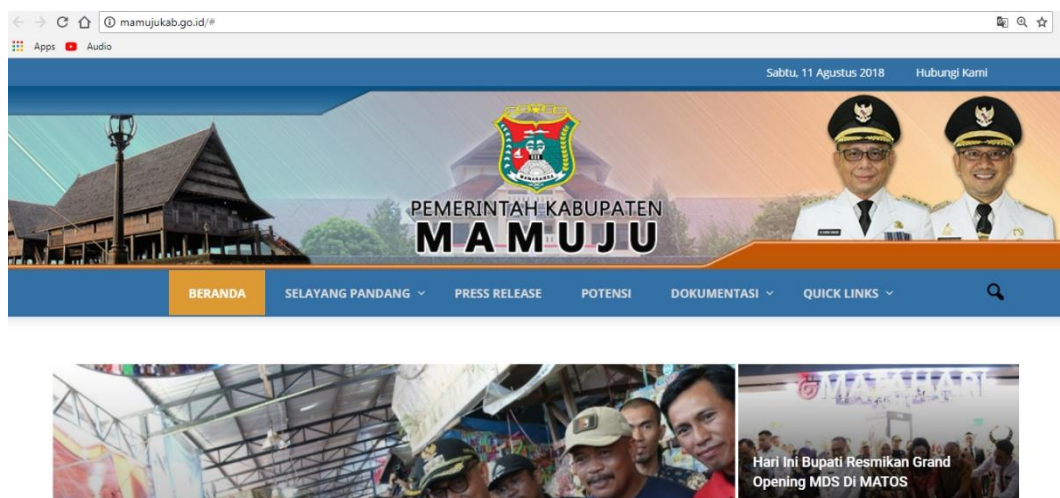 mamujukab.go.id/#
Apps Audio
Sabtu, 11 Agustus 2018 Hubungi Kami
PEMERINTAH KABUPATEN
MAMUJU
BERANDA SELAYANG PANDANG PRESS RELEASE POTENSI DOKUMENTASI QUICK LINKS
MATAHARI
Hari Ini Bupati Resmikan Grand
Opening MDS Di MATOS